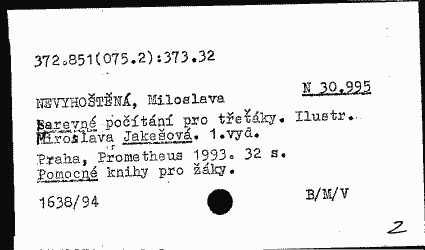 372.851(075.2):373.32
N 30.995
NEVYHOŠTĚNÁ, Miloslava
Barevné počítání pro třeťáky. Ilustr.
Miroslava Jakešová. 1.vyd.
Praha, Prometheus 1993. 32 s.
Pomocné knihy pro žáky.
1638/94
B/M/V
2